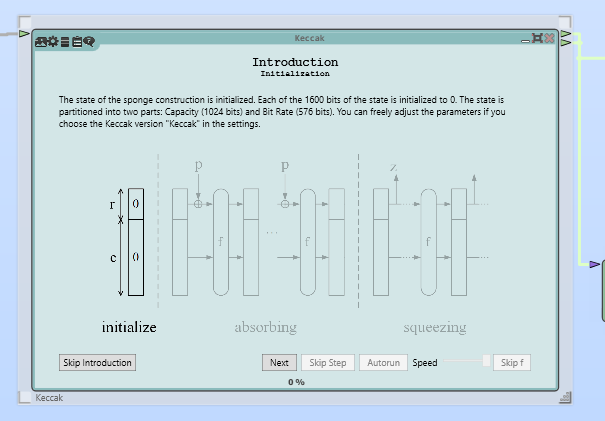 Keccak
Introduction
Initialization
The state of the sponge construction is initialized. Each of the 1600 bits of the state is initialized to 0. The state is
partitioned into two parts: Capacity (1024 bits) and Bit Rate (576 bits). You can freely adjust the parameters if you
choose the Keccak version "Keccak" in the settings.
p p z
r 0
f ... f f
c 0
initialize absorbing squeezing
Skip Introduction Next Skip Step Autorun Speed Skip f
0 %
Keccak